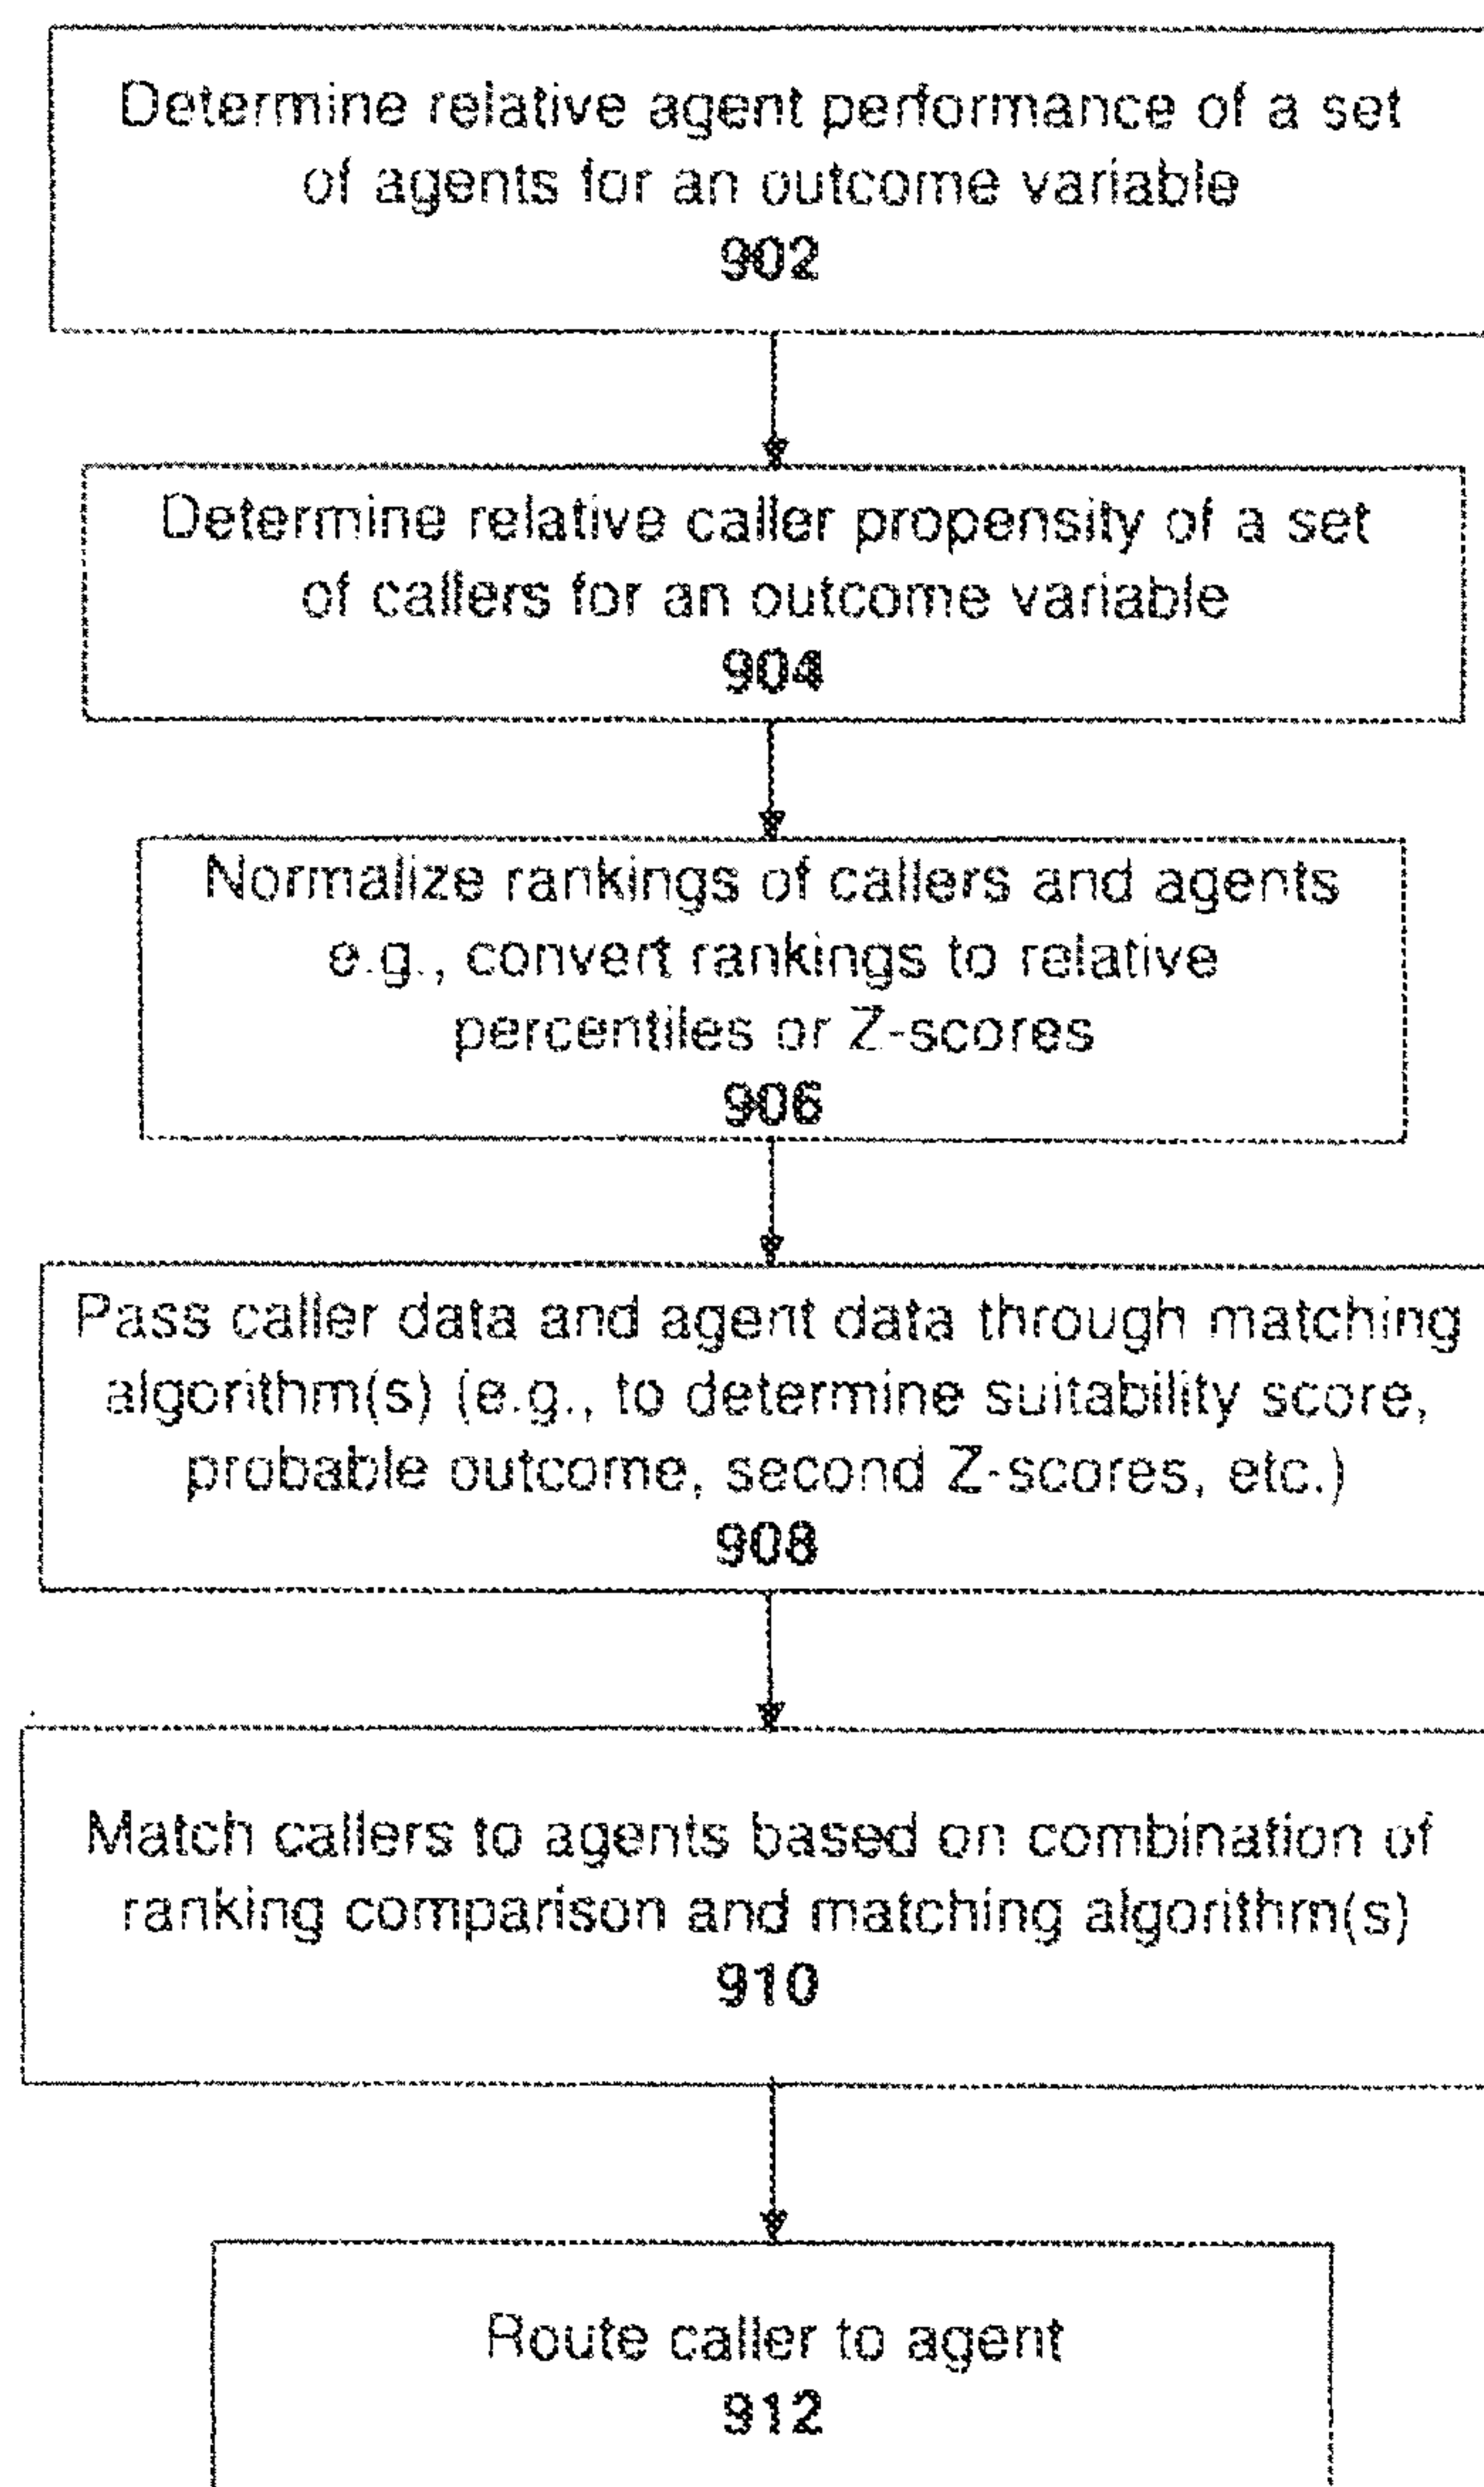 Determine relative agent performance of a set
of agents for an outcome variable
902
Determine relative caller propensity of a set
of callers for an outcome variable
904
Normalize rankings of callers and agents
e.g., convert rankings to relative
percentiles or Z-scores
906
Pass caller data and agent data through matching
algorithm(s) (e.g., to determine suitability score,
probable outcome, second Z-scores, etc.)
908
Match callers to agents based on combination of
ranking comparison and matching algorithm(s)
910
Route caller to agent
912